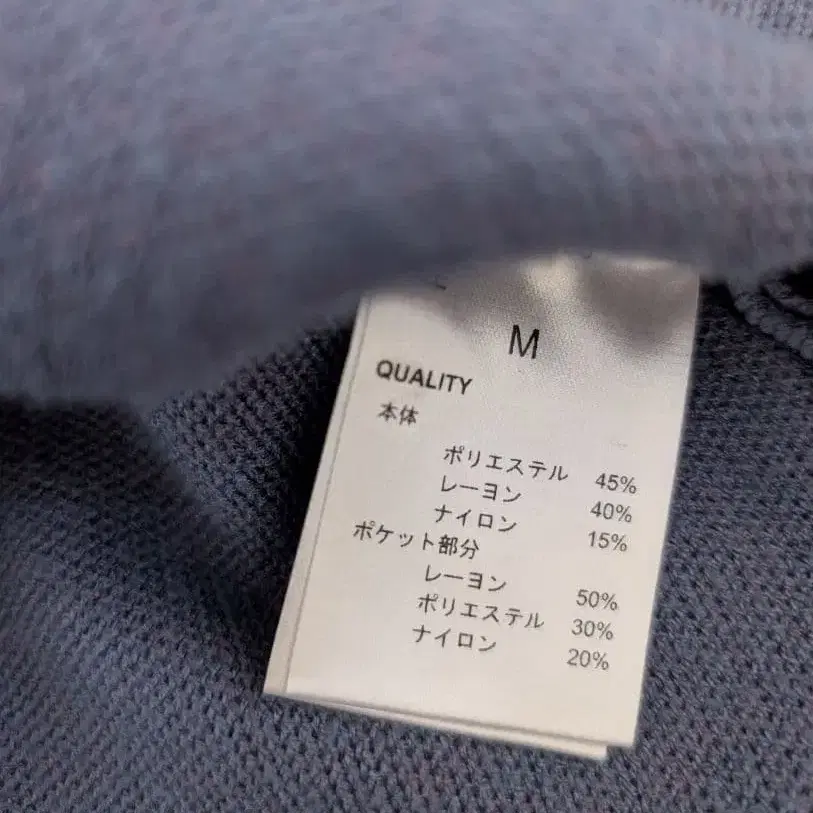 M
QUALITY
本体
ポリエステル 45%
レーヨン 40%
ナイロン 15%
ポケット部分
レーヨン 50%
ポリエステル 30%
ナイロン 20%